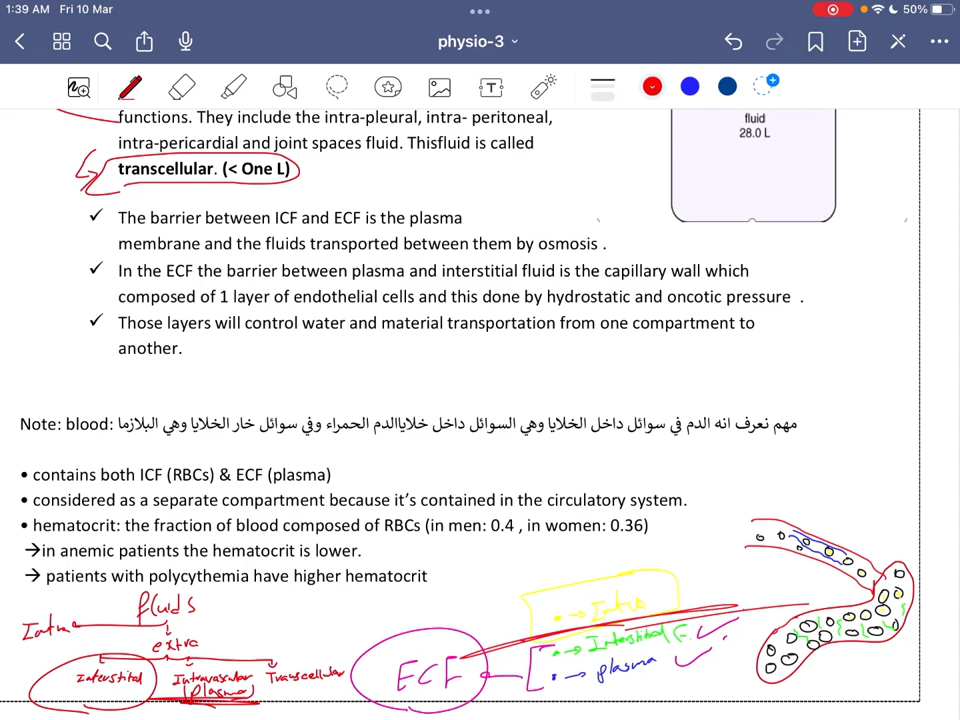 1:39 AM Fri 10 Mar
50%
physio-3
functions. They include the intra-pleural, intra- peritoneal,
intra-pericardial and joint spaces fluid. Thisfluid is called
transcellular. (< One L)
fluid
28.0 L
✓ The barrier between ICF and ECF is the plasma
membrane and the fluids transported between them by osmosis .
✓ In the ECF the barrier between plasma and interstitial fluid is the capillary wall which
composed of 1 layer of endothelial cells and this done by hydrostatic and oncotic pressure .
✓ Those layers will control water and material transportation from one compartment to
another.
Note: blood: مهم نعرف انه الدم في سوائل داخل الخلايا وهي السوائل داخل خلاياالدم الحمراء وفي سوائل خار الخلايا وهي البلازما
• contains both ICF (RBCs) & ECF (plasma)
• considered as a separate compartment because it’s contained in the circulatory system.
• hematocrit: the fraction of blood composed of RBCs (in men: 0.4 , in women: 0.36)
→in anemic patients the hematocrit is lower.
→ patients with polycythemia have higher hematocrit
fluids
Intra
extra
Interstital
Intravascular
(Plasma)
Transcellular
ECF
• → Intra
• → Interstitial F.
• → plasma